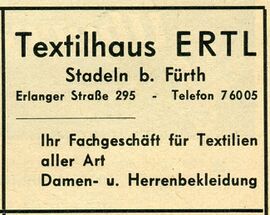 Textilhaus ERTL
Stadeln b. Fürth
Erlanger Straße 295 - Telefon 76005
Ihr Fachgeschäft für Textilien
aller Art
Damen- u. Herrenbekleidung